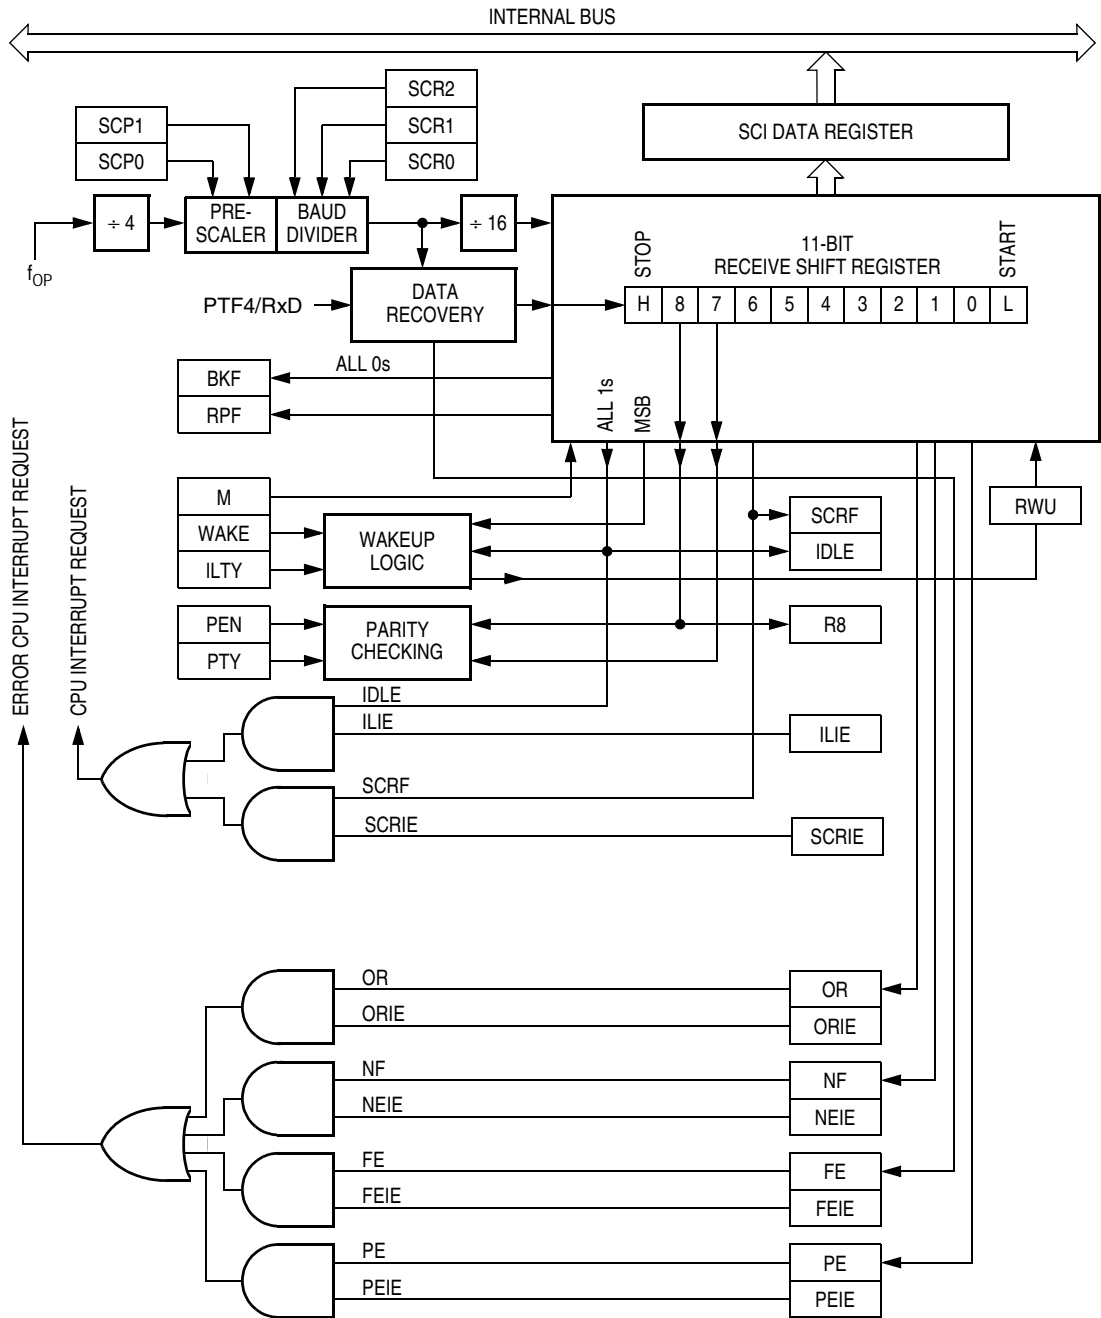 INTERNAL BUS
SCR2
SCR1
SCR0
SCP1
SCP0
SCI DATA REGISTER
÷ 4
PRE-
SCALER
BAUD
DIVIDER
÷ 16
fOP
STOP
11-BIT
RECEIVE SHIFT REGISTER
START
PTF4/RxD
DATA
RECOVERY
H 8 7 6 5 4 3 2 1 0 L
ALL 0s
BKF
RPF
ALL 1s
MSB
ERROR CPU INTERRUPT REQUEST
CPU INTERRUPT REQUEST
M
WAKE
ILTY
WAKEUP
LOGIC
SCRF
IDLE
RWU
PEN
PTY
PARITY
CHECKING
R8
IDLE
ILIE
ILIE
SCRF
SCRIE
SCRIE
OR
ORIE
OR
ORIE
NF
NEIE
NF
NEIE
FE
FEIE
FE
FEIE
PE
PEIE
PE
PEIE